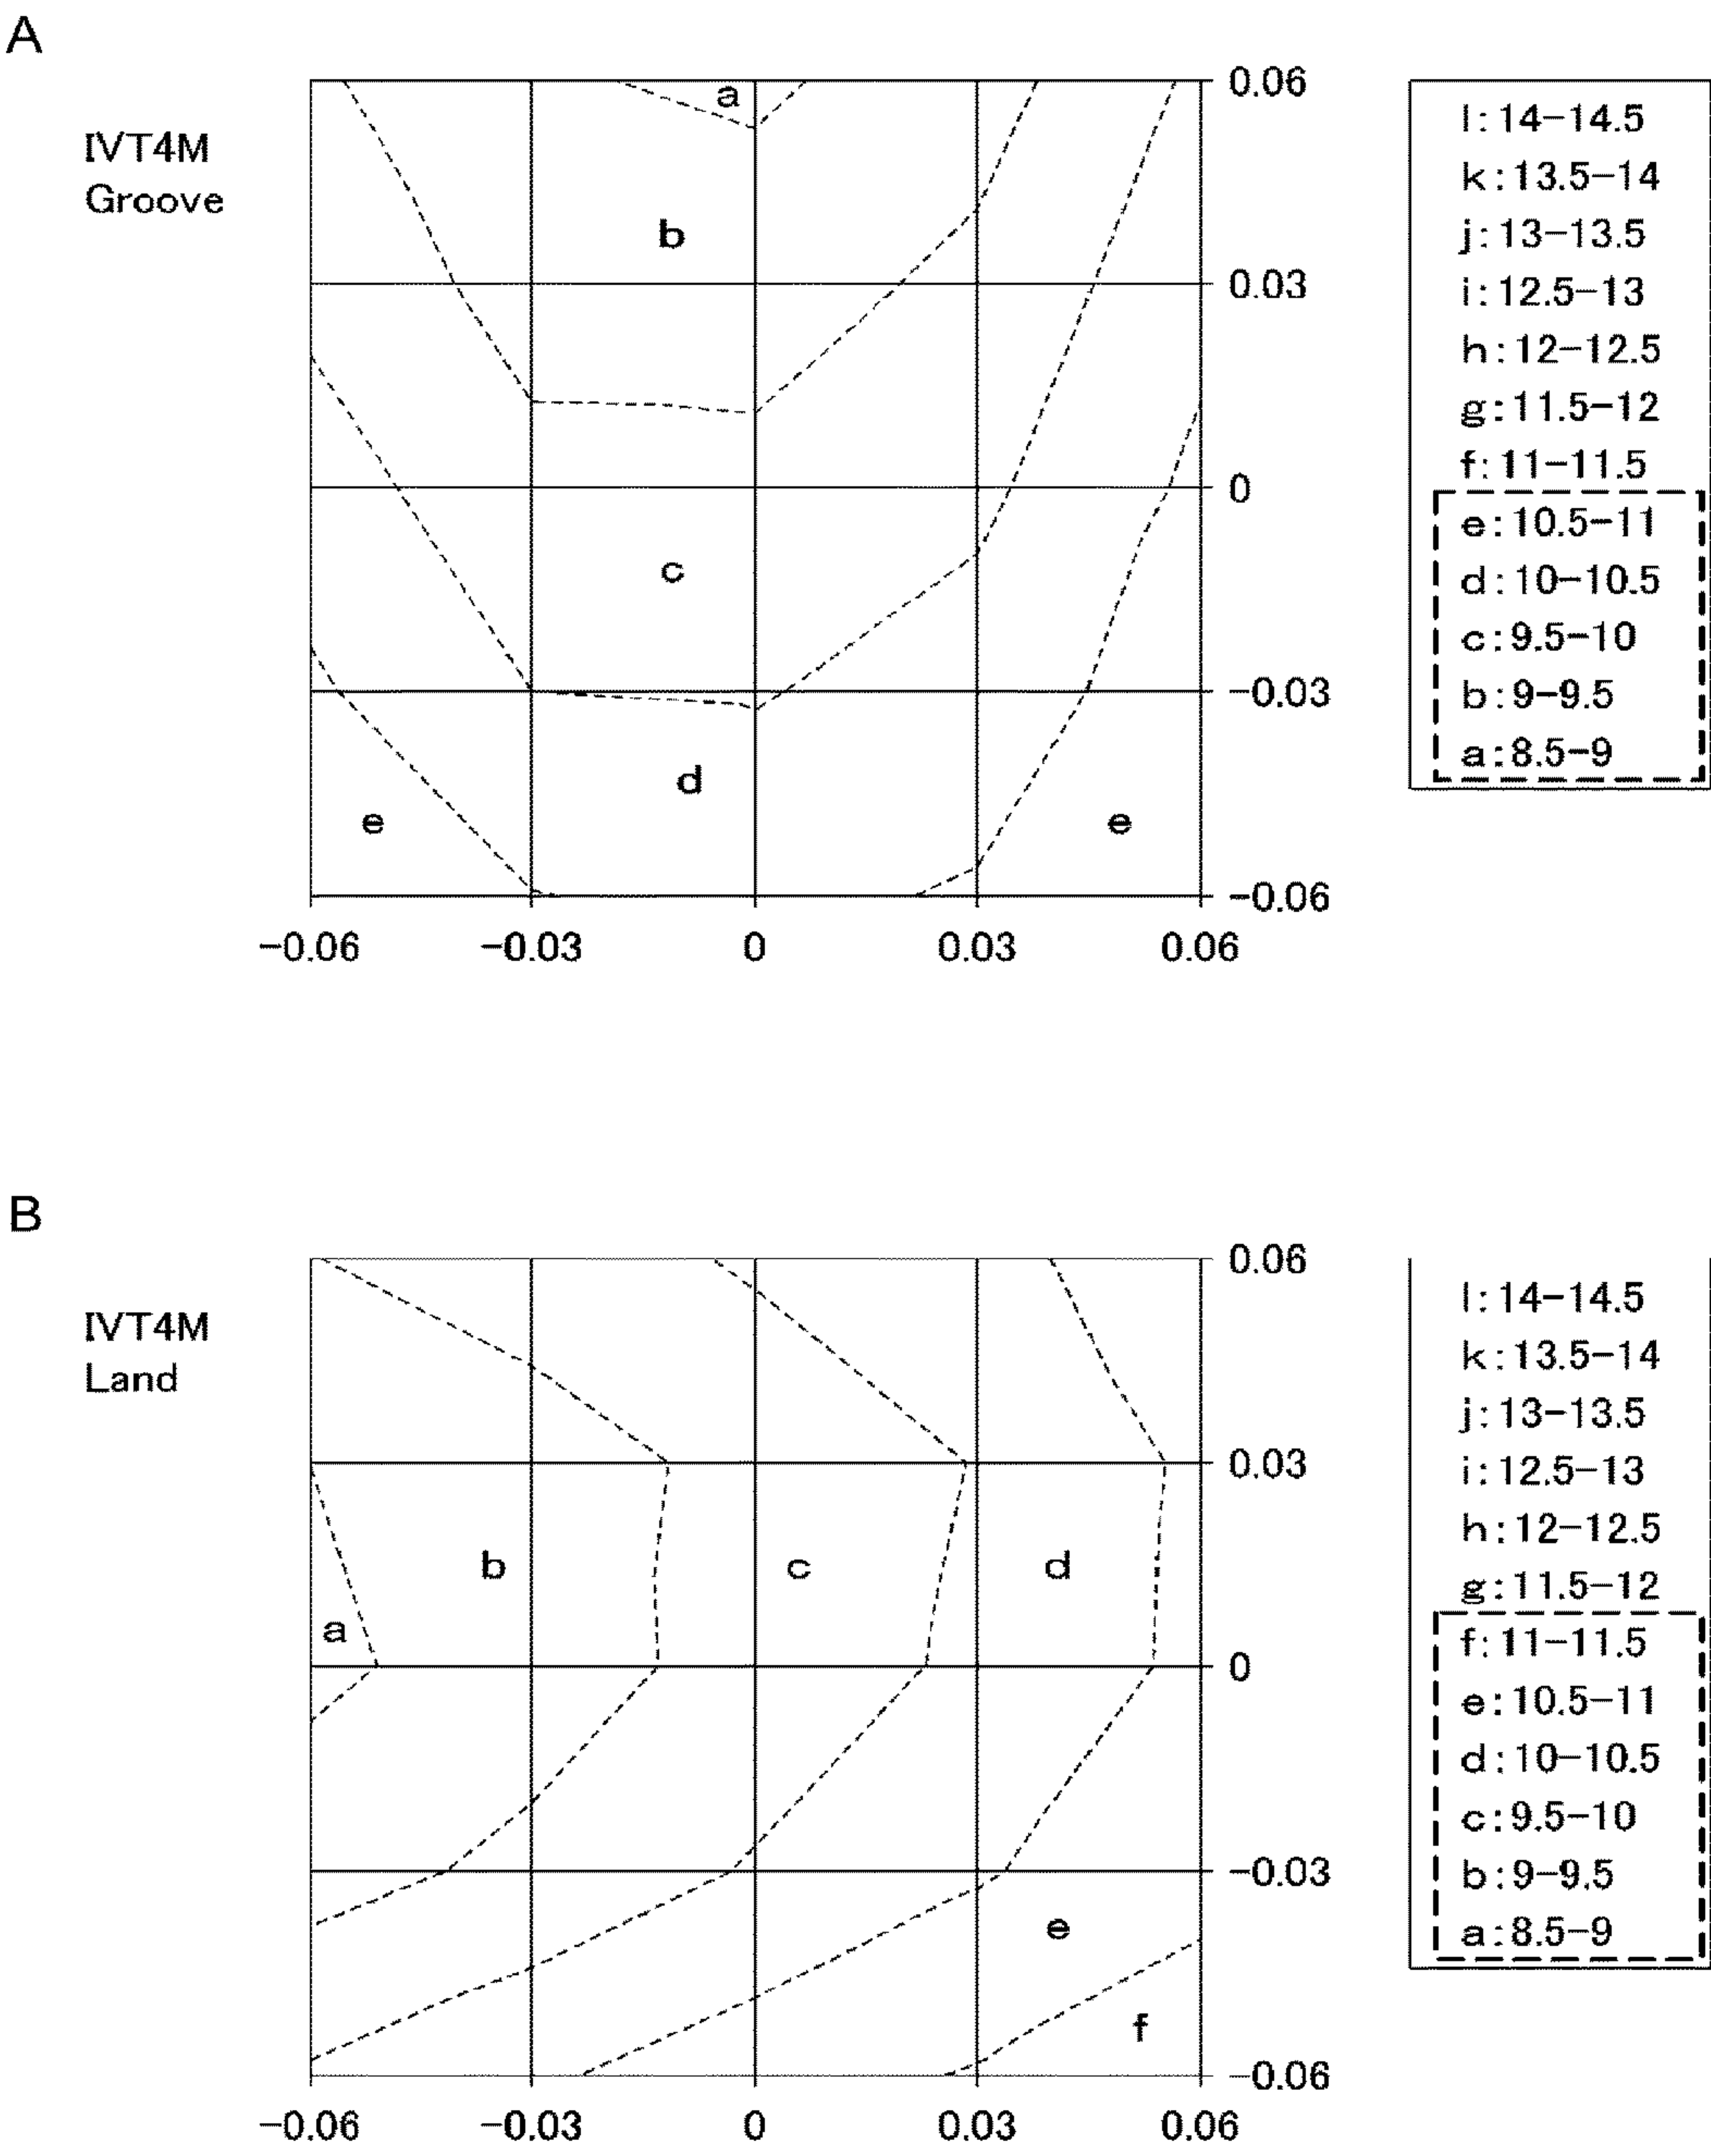 A
IVT4M
Groove
a
b
c
d
e
e
0.06
0.03
0
−0.03
−0.06
−0.06
−0.03
0
0.03
0.06
l:14−14.5
k:13.5−14
j:13−13.5
i:12.5−13
h:12−12.5
g:11.5−12
f:11−11.5
e:10.5−11
d:10−10.5
c:9.5−10
b:9−9.5
a:8.5−9
B
IVT4M
Land
b
c
d
a
e
f
0.06
0.03
0
−0.03
−0.06
−0.06
−0.03
0
0.03
0.06
l:14−14.5
k:13.5−14
j:13−13.5
i:12.5−13
h:12−12.5
g:11.5−12
f:11−11.5
e:10.5−11
d:10−10.5
c:9.5−10
b:9−9.5
a:8.5−9